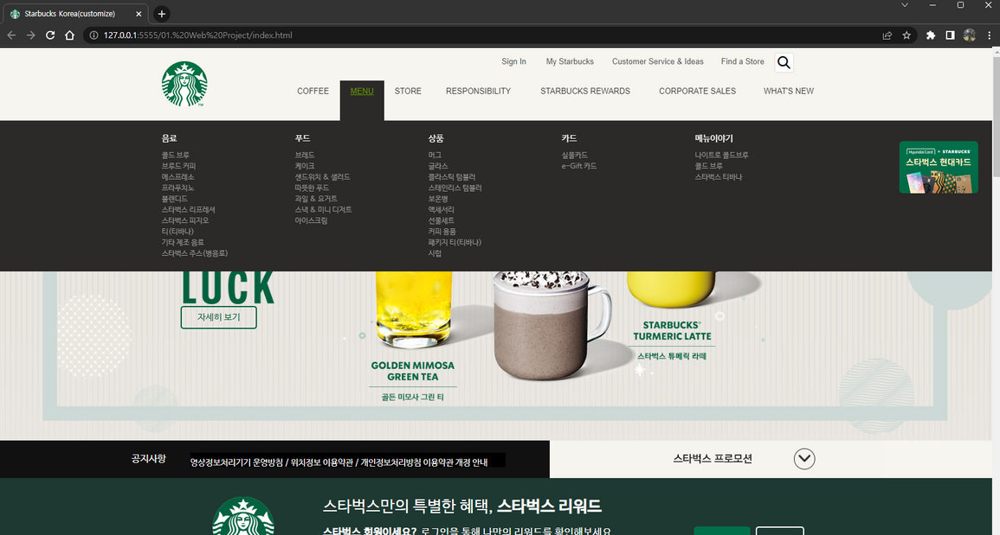 Starbucks Korea(customize)
127.0.0.1:5555/01.%20Web%20Project/index.html
Sign In
My Starbucks
Customer Service & Ideas
Find a Store
COFFEE
MENU
STORE
RESPONSIBILITY
STARBUCKS REWARDS
CORPORATE SALES
WHAT'S NEW
음료
콜드 브루
브루드 커피
에스프레소
프라푸치노
블렌디드
스타벅스 리프레셔
스타벅스 피지오
티(티바나)
기타 제조 음료
스타벅스 주스(병음료)
푸드
브레드
케이크
샌드위치 & 샐러드
따뜻한 푸드
과일 & 요거트
스낵 & 미니 디저트
아이스크림
상품
머그
글라스
플라스틱 텀블러
스테인리스 텀블러
보온병
액세서리
선물세트
커피 용품
패키지 티(티바나)
시럽
카드
실물카드
e-Gift 카드
메뉴이야기
나이트로 콜드브루
콜드 브루
스타벅스 티바나
HyundaiCard + STARBUCKS
스타벅스 현대카드
LUCK
자세히 보기
GOLDEN MIMOSA
GREEN TEA
골든 미모사 그린 티
STARBUCKS®
TURMERIC LATTE
스타벅스 튜메릭 라떼
공지사항
영상정보처리기기 운영방침 / 위치정보 이용약관 / 개인정보처리방침 이용약관 개정 안내
스타벅스 프로모션
스타벅스만의 특별한 혜택, 스타벅스 리워드
스타벅스 회원이세요? 로그인을 통해 나만의 리워드를 확인해보세요